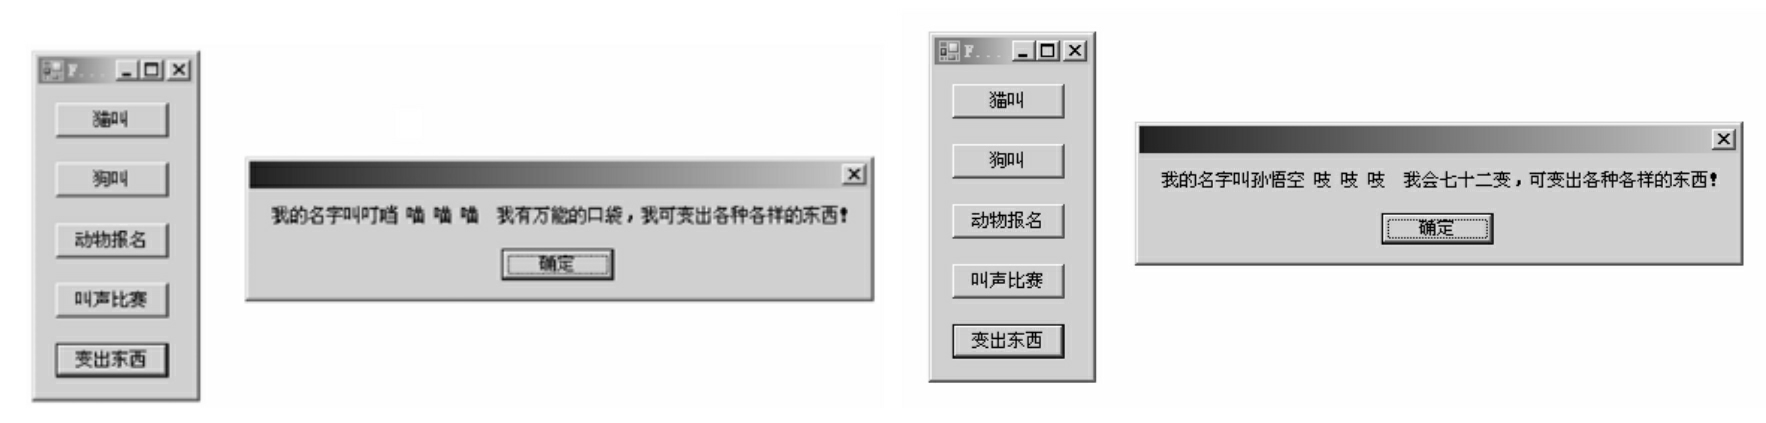 F...
猫叫
狗叫
动物报名
叫声比赛
变出东西
我的名字叫叮当 喵 喵 喵 我有万能的口袋，我可变出各种各样的东西！
确定
F...
猫叫
狗叫
动物报名
叫声比赛
变出东西
我的名字叫孙悟空 吱 吱 吱 我会七十二变，可变出各种各样的东西！
确定